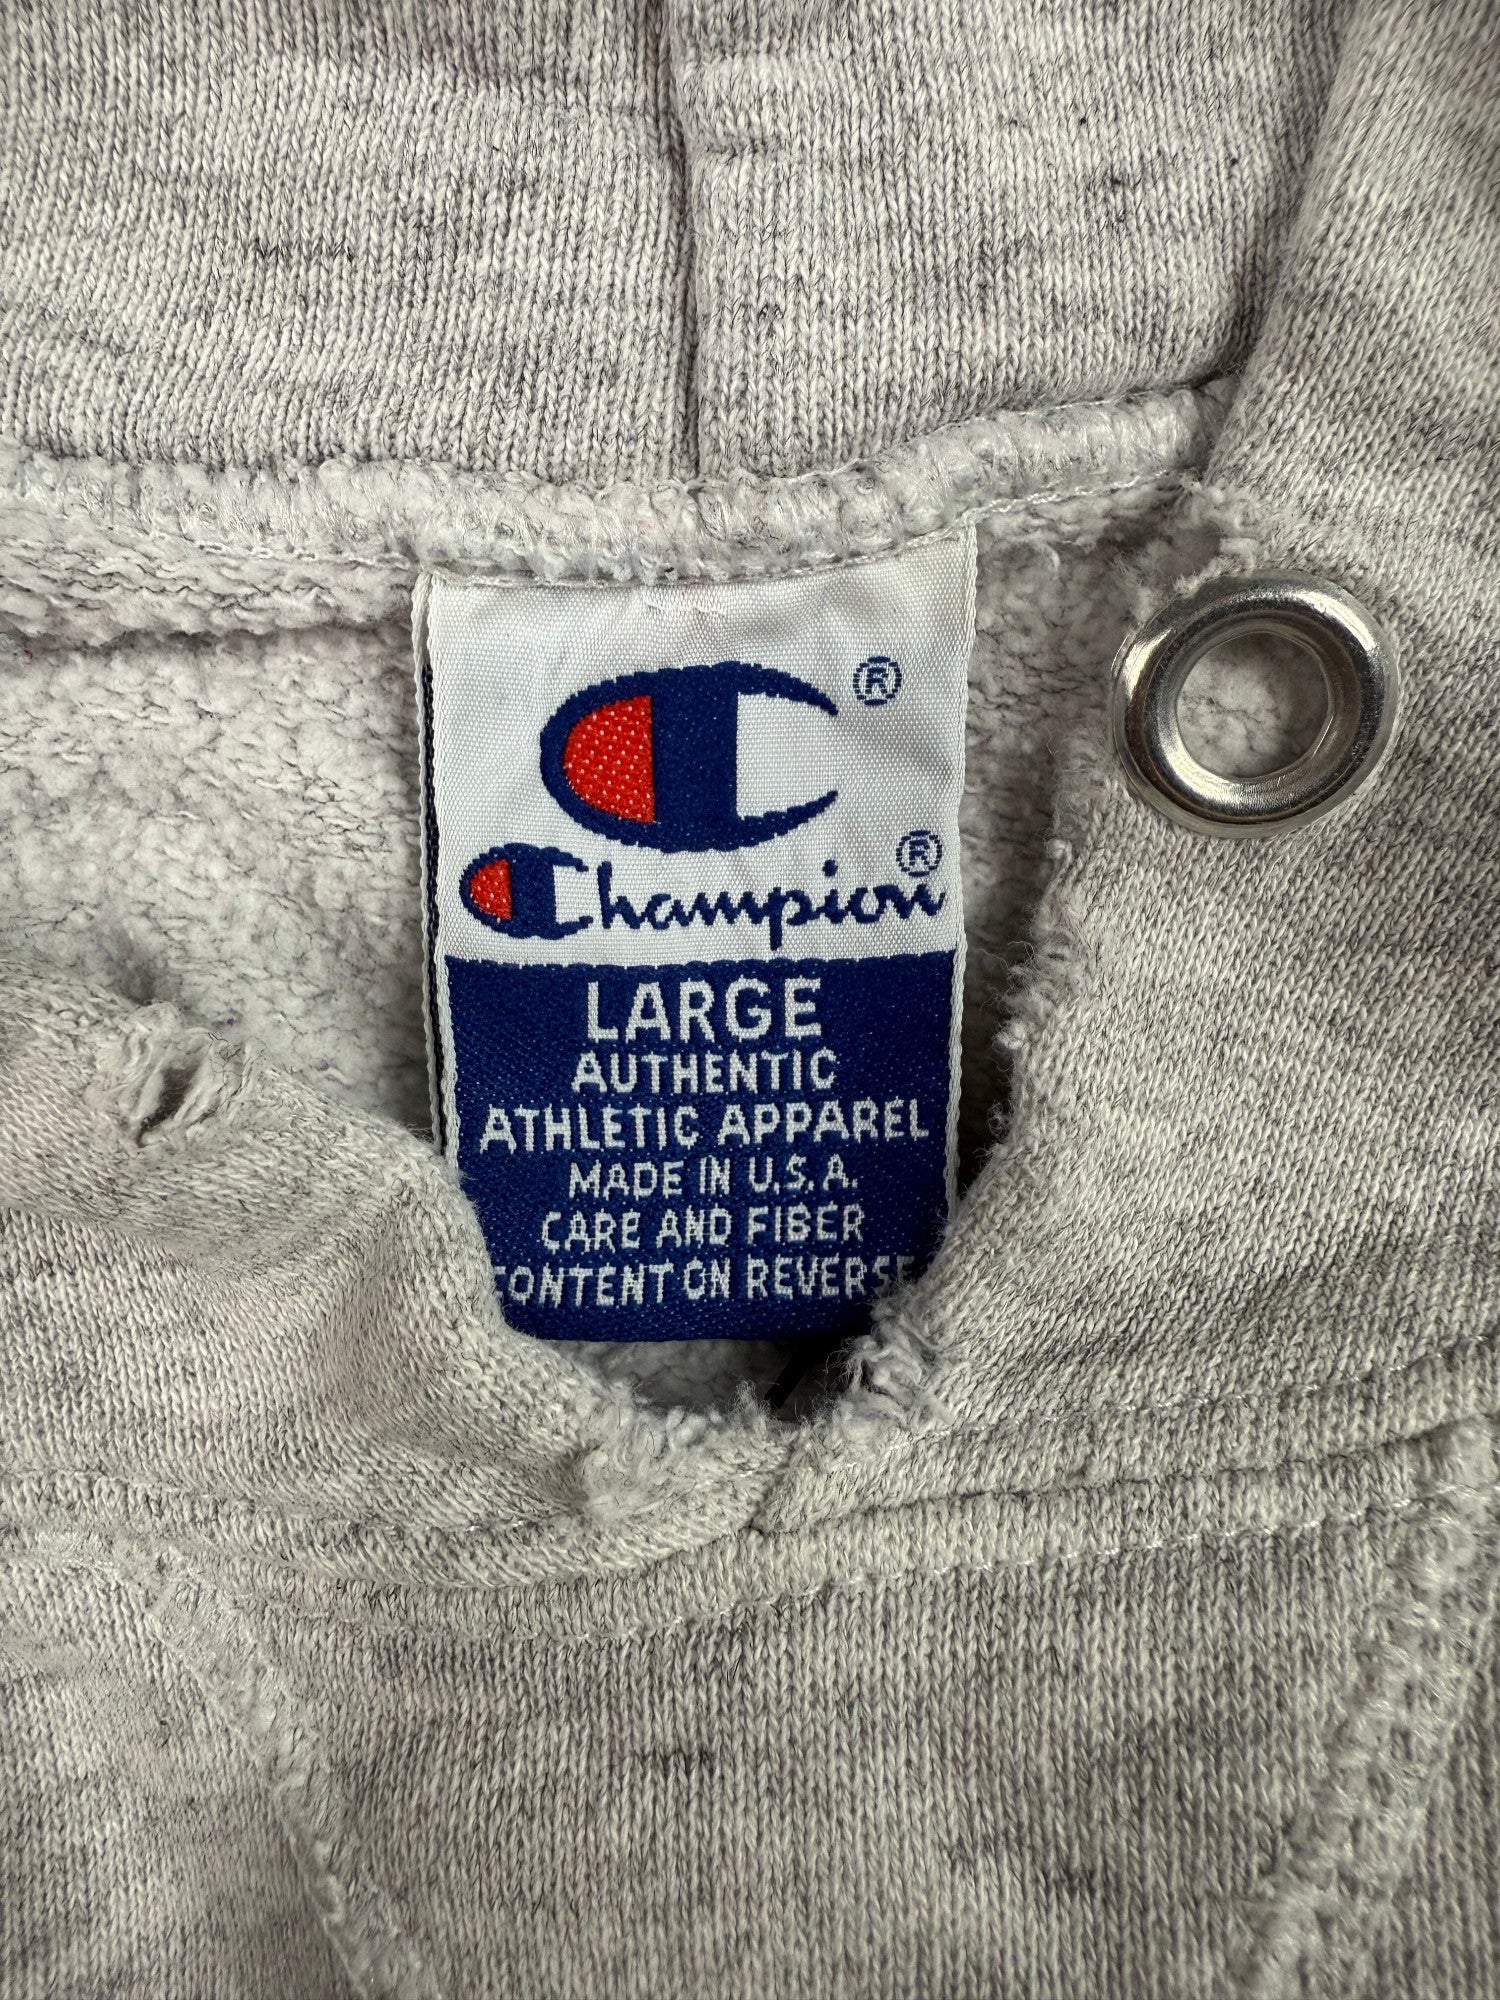 ®
Champion®
LARGE
AUTHENTIC
ATHLETIC APPAREL
MADE IN U.S.A.
CARE AND FIBER
CONTENT ON REVERSE